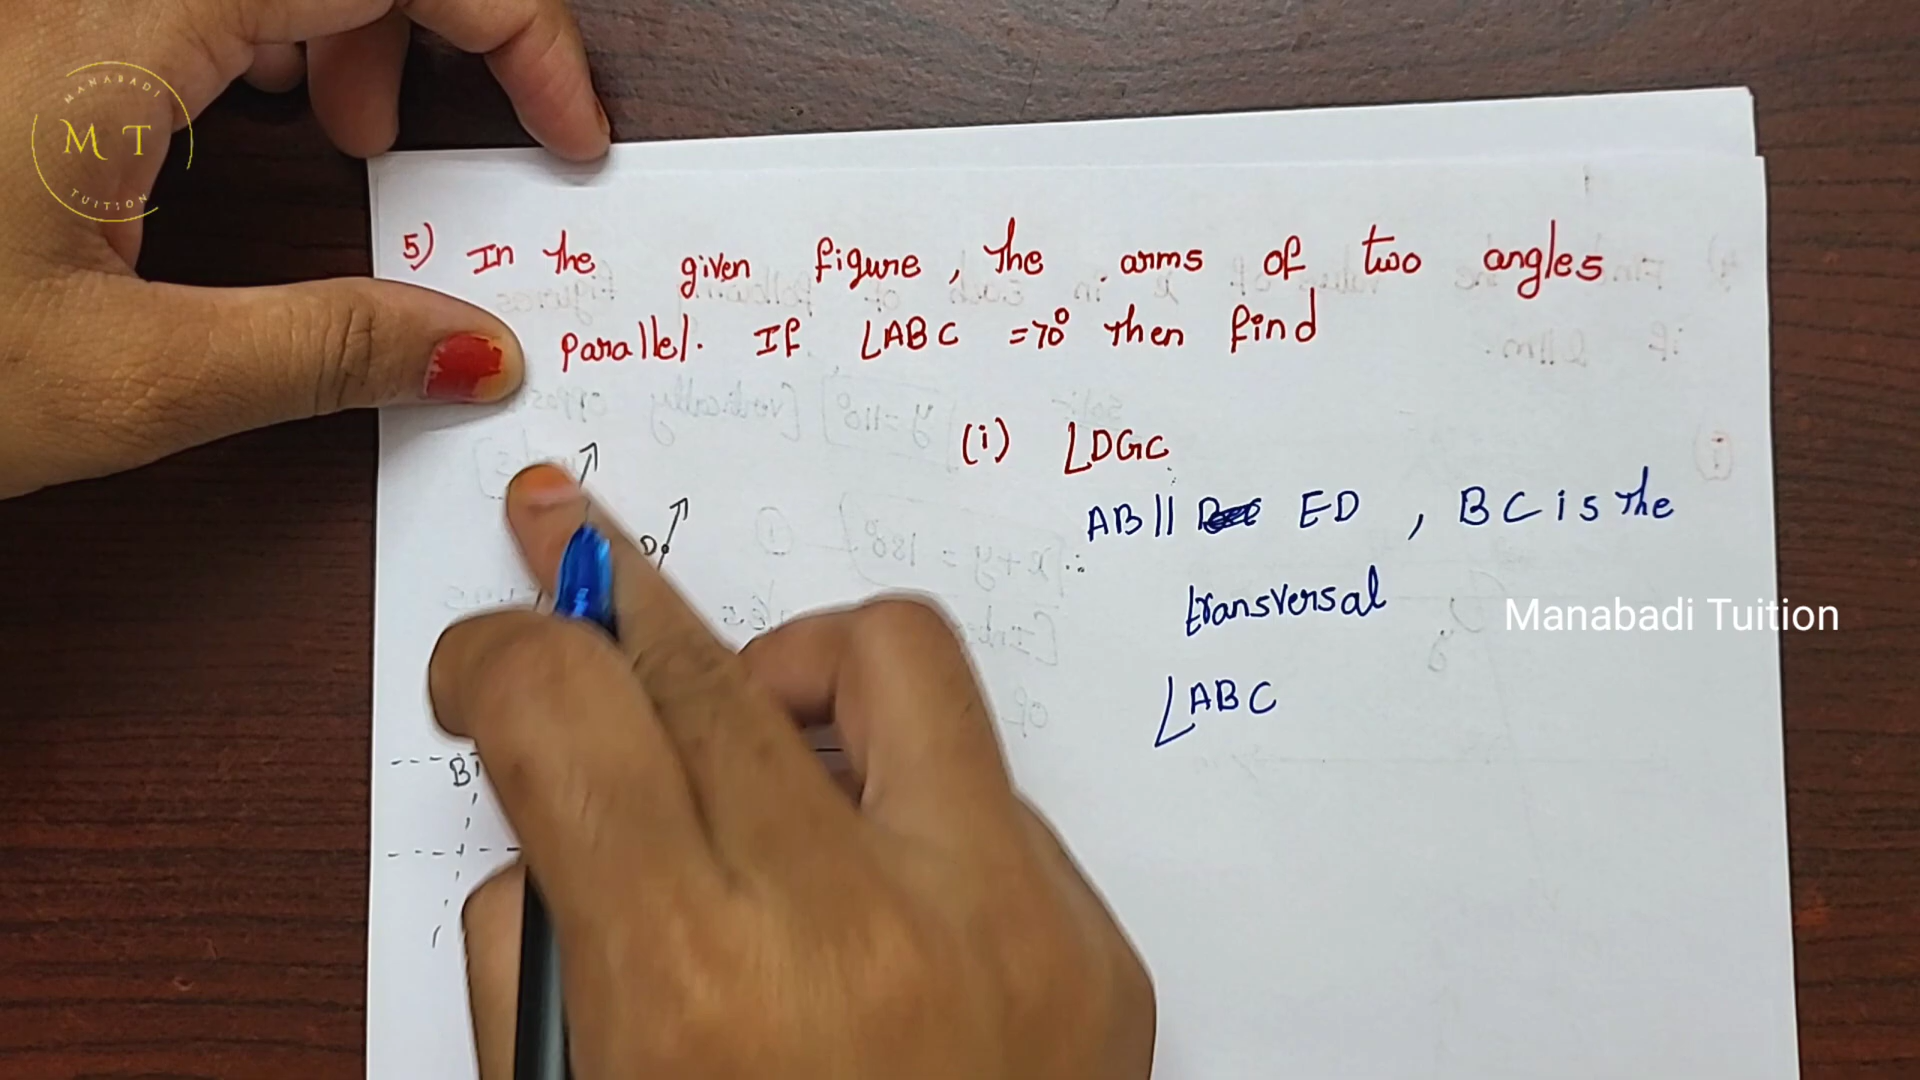 MANABADI
M T
TUITION
5) In the given figure, the arms of two angles
parallel. If ∠ABC = 70° then find
(i) ∠DGC
AB || ED, BC is the
transversal
∠ABC
D
B
Manabadi Tuition